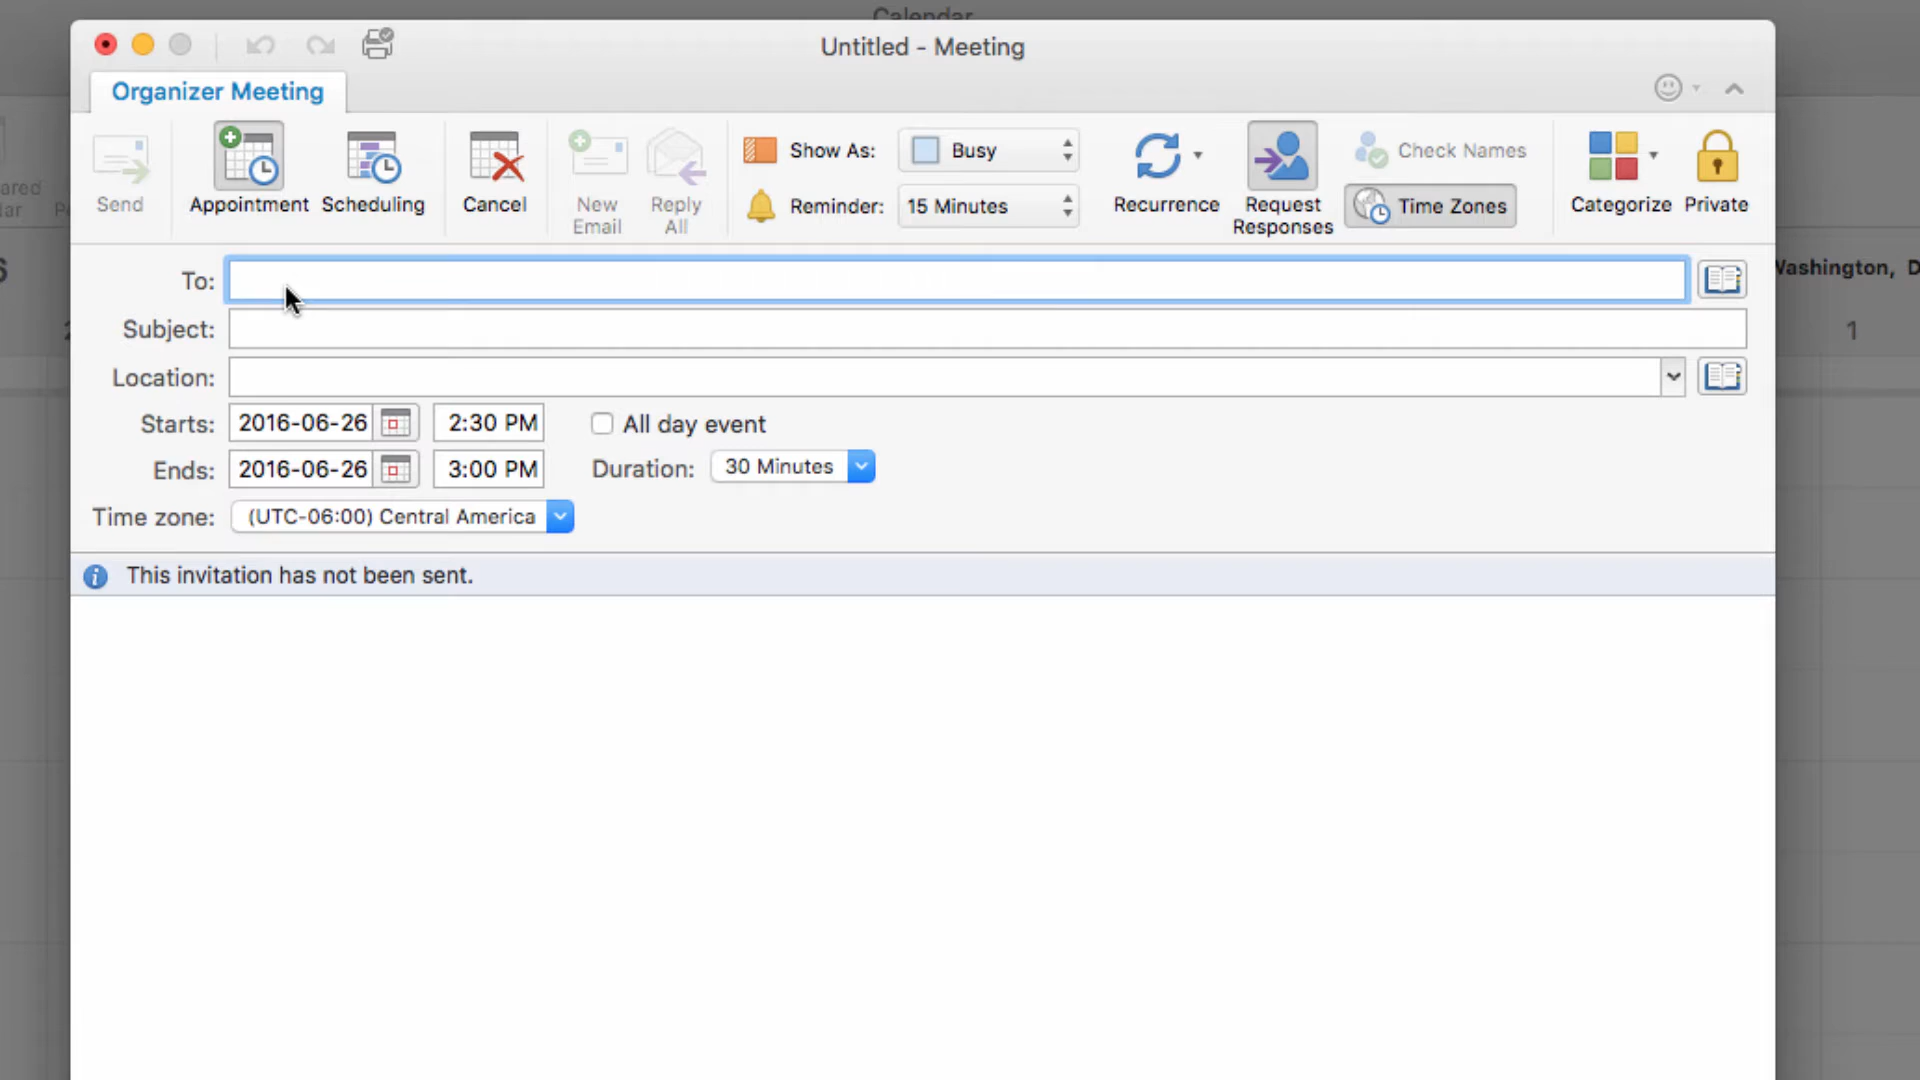 Calendar
Untitled - Meeting
Organizer Meeting
Send
Appointment
Scheduling
Cancel
New
Email
Reply
All
Show As: Busy
Reminder: 15 Minutes
Recurrence
Request
Responses
Check Names
Time Zones
Categorize
Private
To:
Subject:
Location:
Starts: 2016-06-26 2:30 PM All day event
Ends: 2016-06-26 3:00 PM Duration: 30 Minutes
Time zone: (UTC-06:00) Central America
This invitation has not been sent.
Washington,
1